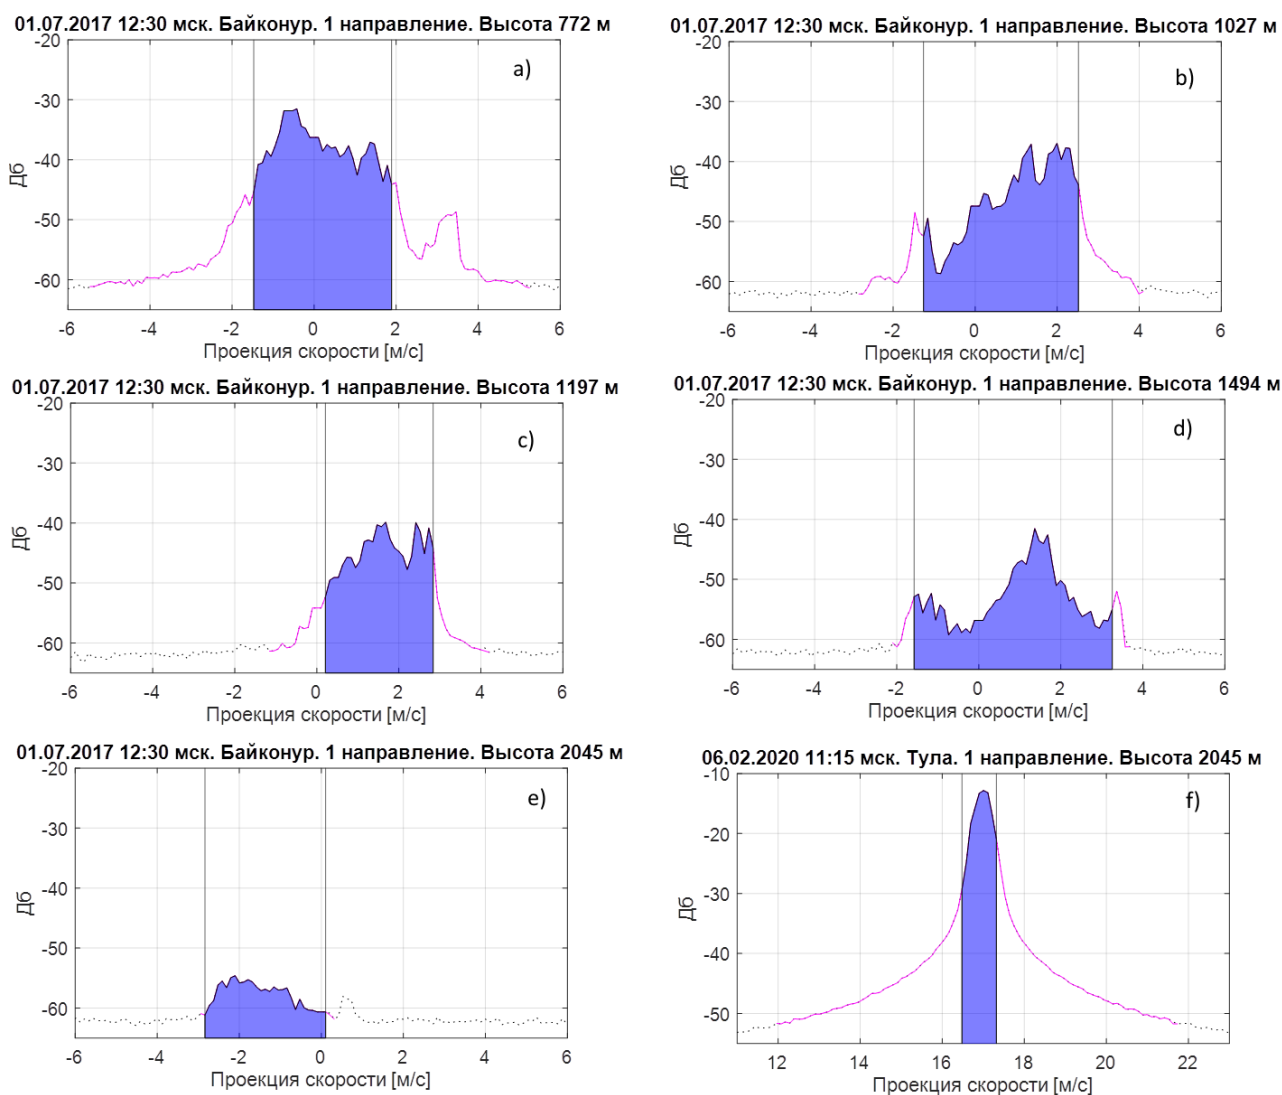 01.07.2017 12:30 мск. Байконур. 1 направление. Высота 772 м
-20
-30
-40
-50
-60
Дб
a)
-6 -4 -2 0 2 4 6
Проекция скорости [м/с]
01.07.2017 12:30 мск. Байконур. 1 направление. Высота 1027 м
-20
-30
-40
-50
-60
Дб
b)
-6 -4 -2 0 2 4 6
Проекция скорости [м/с]
01.07.2017 12:30 мск. Байконур. 1 направление. Высота 1197 м
-20
-30
-40
-50
-60
Дб
c)
-6 -4 -2 0 2 4 6
Проекция скорости [м/с]
01.07.2017 12:30 мск. Байконур. 1 направление. Высота 1494 м
-20
-30
-40
-50
-60
Дб
d)
-6 -4 -2 0 2 4 6
Проекция скорости [м/с]
01.07.2017 12:30 мск. Байконур. 1 направление. Высота 2045 м
-20
-30
-40
-50
-60
Дб
e)
-6 -4 -2 0 2 4 6
Проекция скорости [м/с]
06.02.2020 11:15 мск. Тула. 1 направление. Высота 2045 м
-10
-20
-30
-40
-50
Дб
f)
12 14 16 18 20 22
Проекция скорости [м/с]